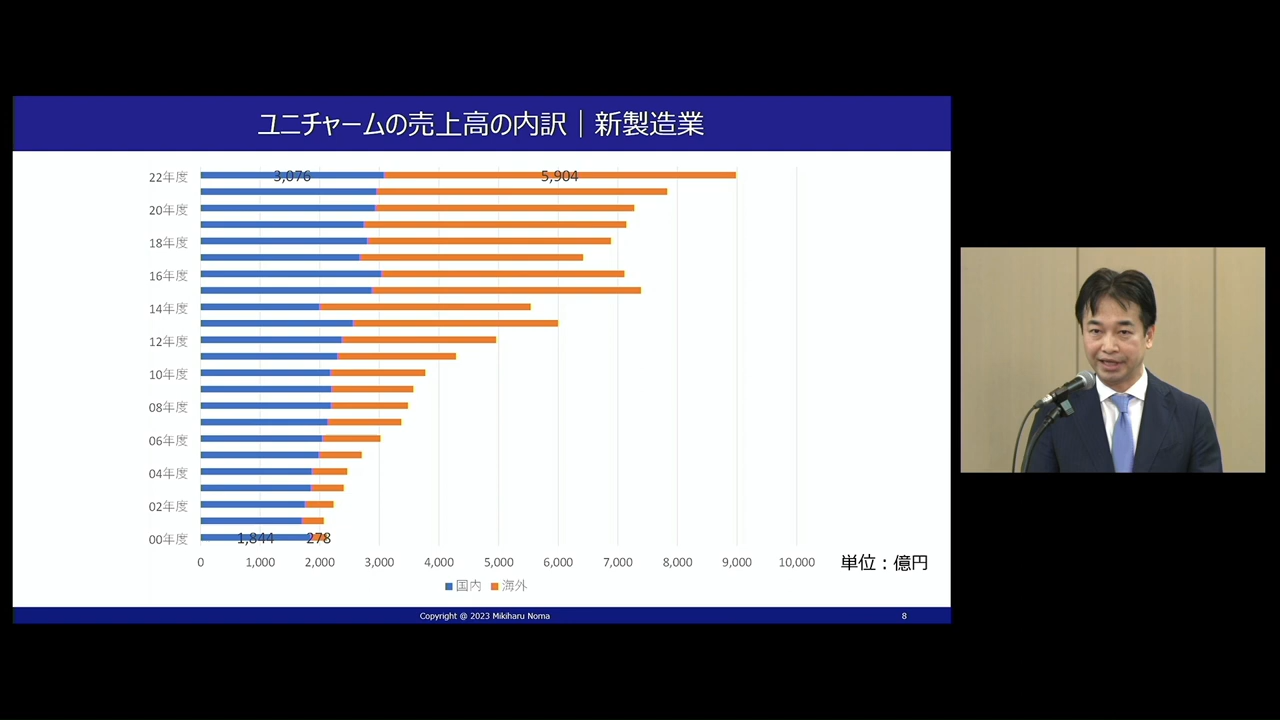 ユニチャームの売上高の内訳｜新製造業
22年度
3,076
5,904
20年度
18年度
16年度
14年度
12年度
10年度
08年度
06年度
04年度
02年度
00年度
1,844
278
0 1,000 2,000 3,000 4,000 5,000 6,000 7,000 8,000 9,000 10,000
単位：億円
国内 海外
Copyright @ 2023 Mikiharu Noma
8